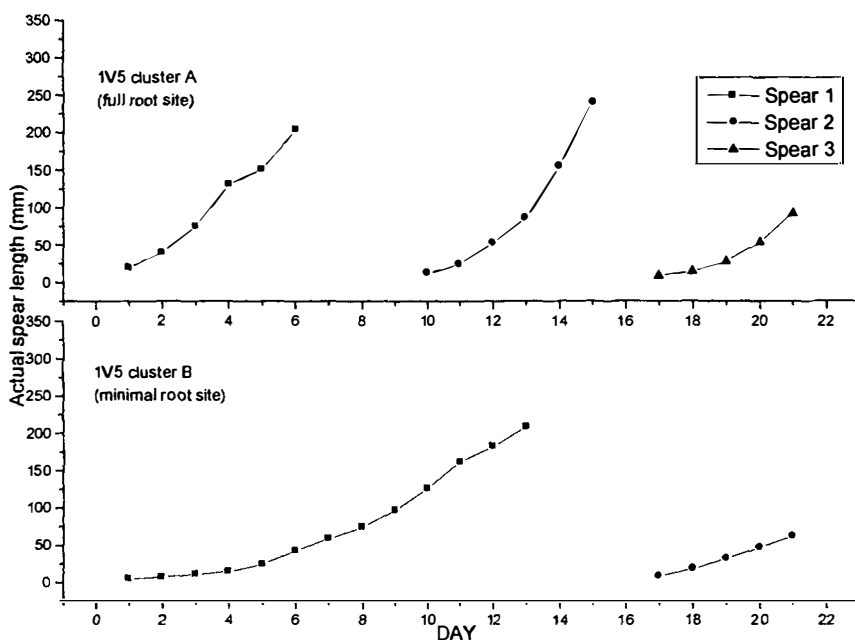 350
300
250
200
150
100
50
0
1V5 cluster A
(full root site)
Spear 1
Spear 2
Spear 3
0 2 4 6 8 10 12 14 16 18 20 22
Actual spear length (mm)
350
300
250
200
150
100
50
0
1V5 cluster B
(minimal root site)
0 2 4 6 8 10 12 14 16 18 20 22
DAY